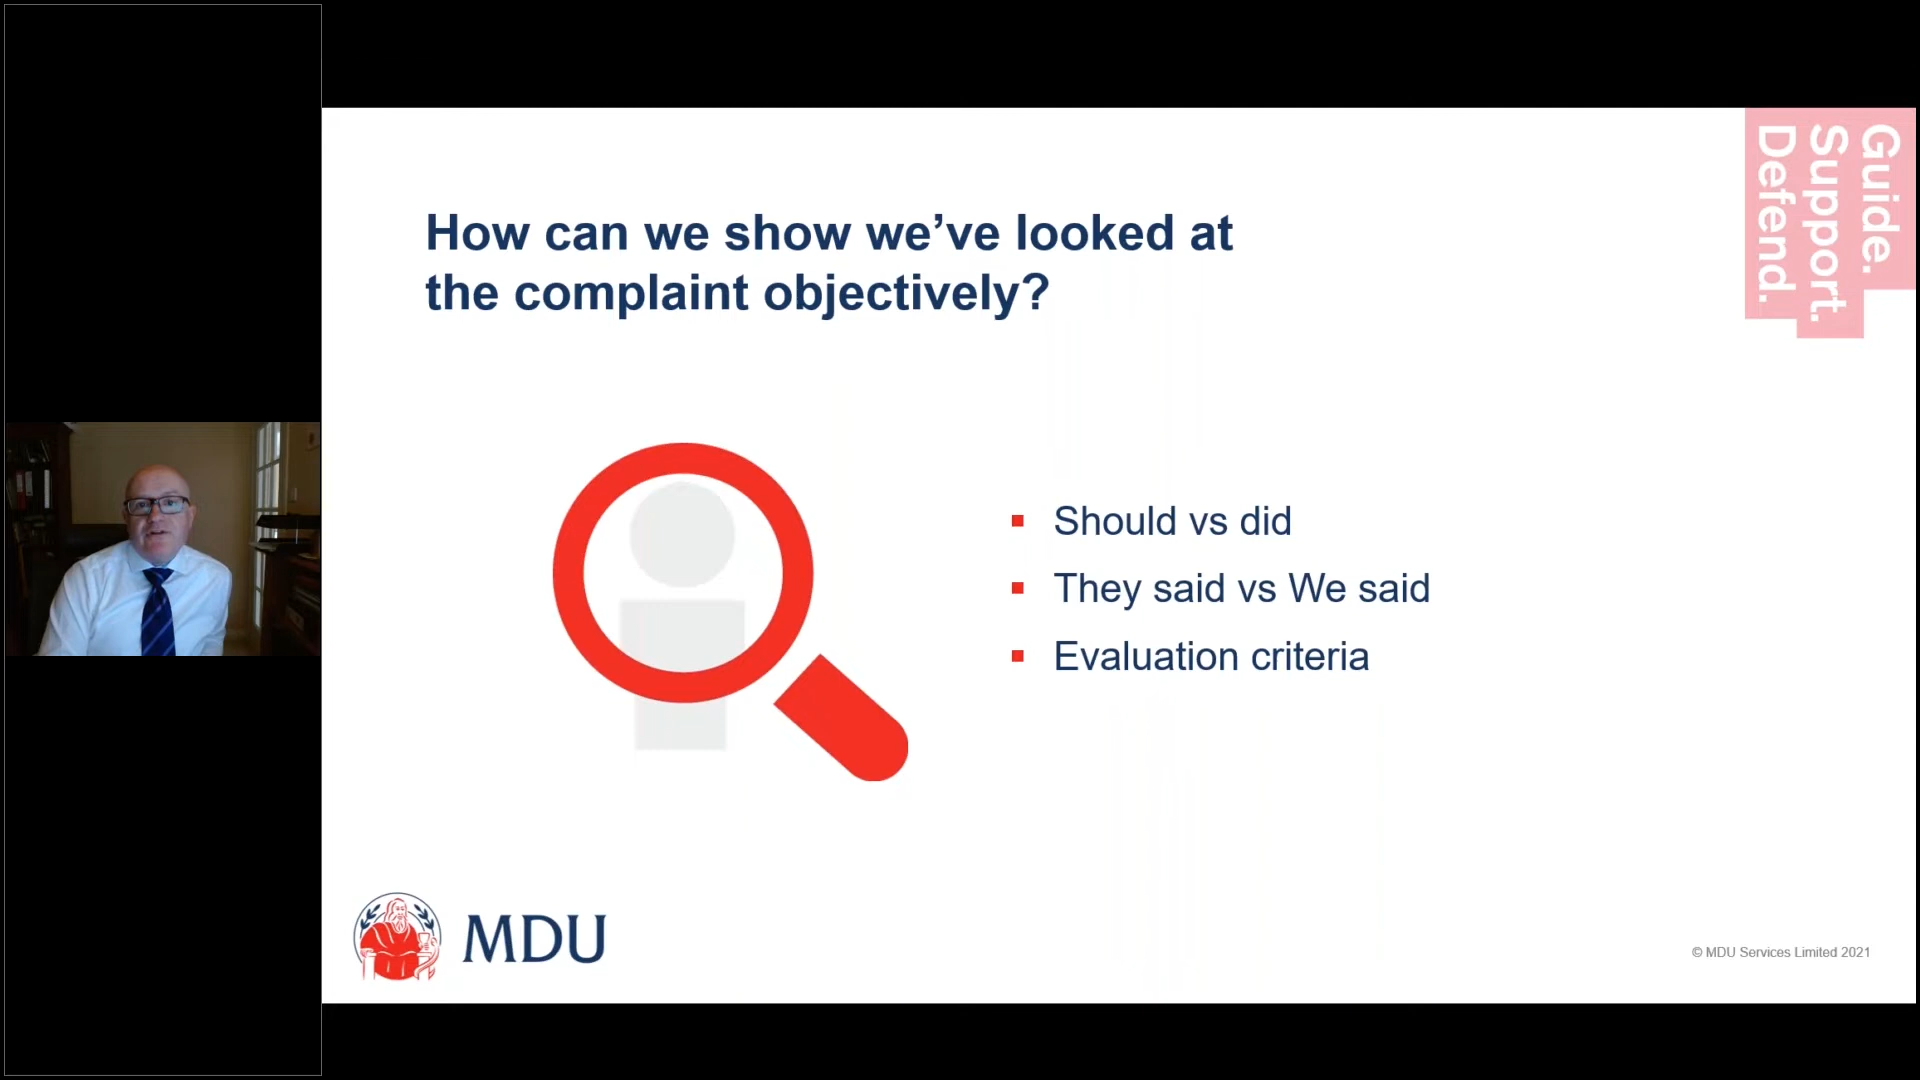 How can we show we’ve looked at
the complaint objectively?
Guide.
Support.
Defend.
Should vs did
They said vs We said
Evaluation criteria
MDU
© MDU Services Limited 2021